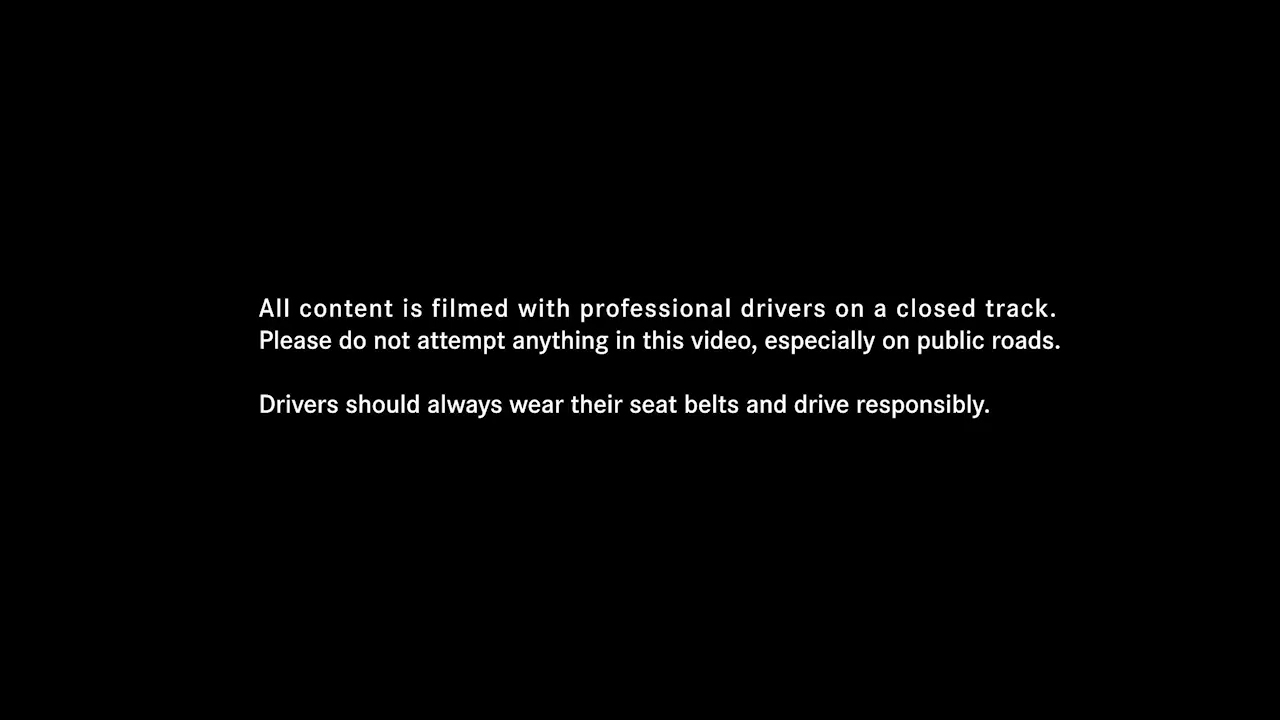 All content is filmed with professional drivers on a closed track.
Please do not attempt anything in this video, especially on public roads.
Drivers should always wear their seat belts and drive responsibly.